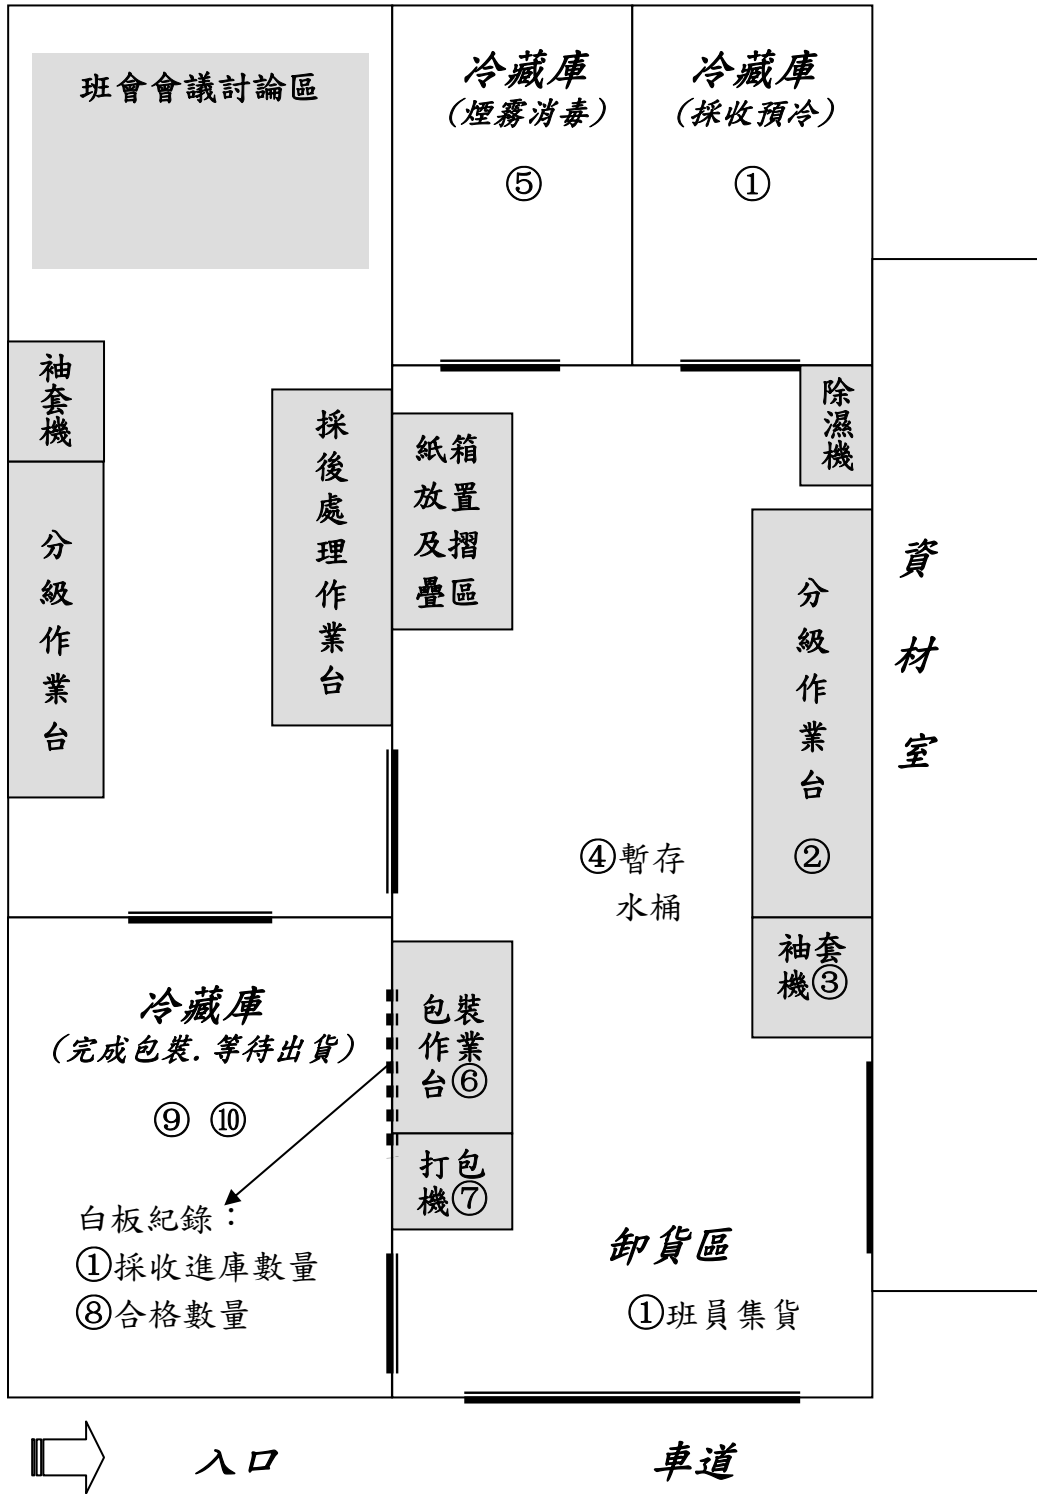 班會會議討論區
冷藏庫
(煙霧消毒)
⑤
冷藏庫
(採收預冷)
①
袖套機
分級作業台
採後處理作業台
紙箱
放置
及摺
疊區
除濕機
分級作業台
②
資材室
④暫存
水桶
袖套
機③
冷藏庫
(完成包裝.等待出貨)
⑨ ⑩
包裝
作業
台⑥
打包
機⑦
白板紀錄：
①採收進庫數量
⑧合格數量
卸貨區
①班員集貨
入口
車道